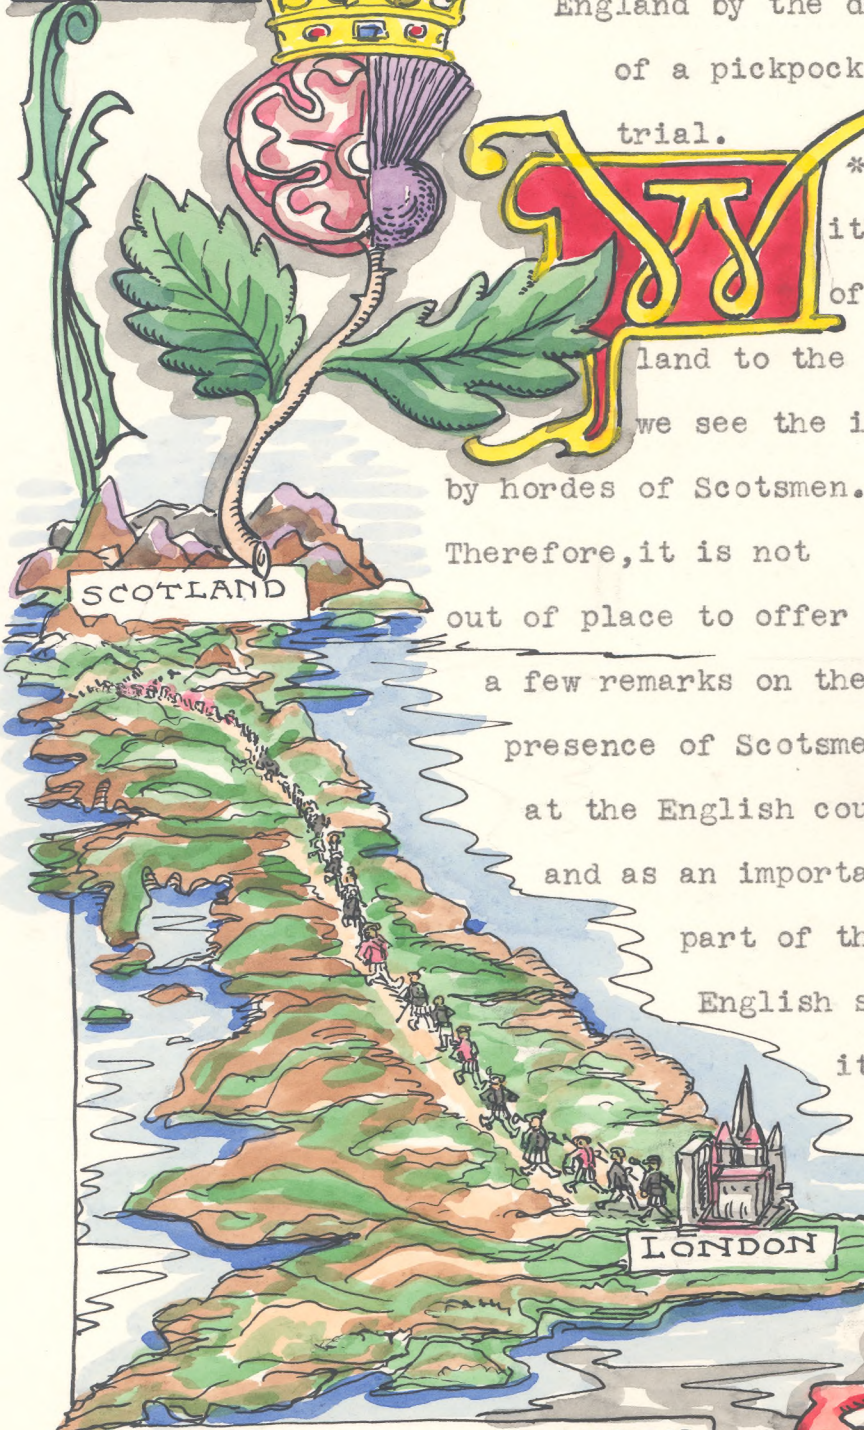 England by the d
of a pickpock
trial.
*
W
it
of
land to the
we see the i
by hordes of Scotsmen.
Therefore,it is not
out of place to offer
a few remarks on the
presence of Scotsme
at the English cou
and as an importa
part of th
English s
it
SCOTLAND
LONDON